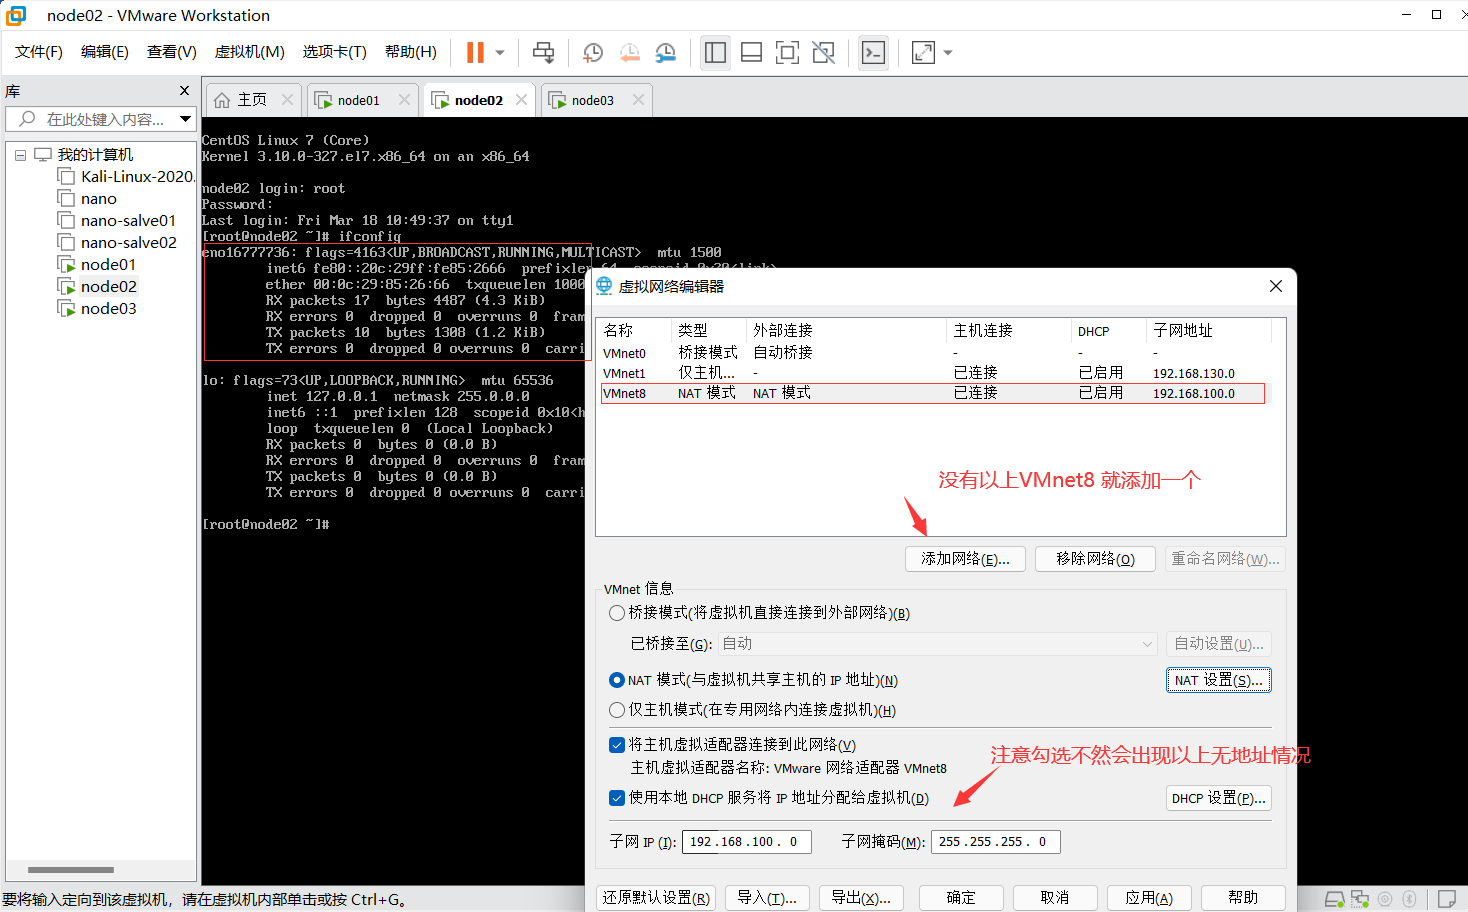 node02 - VMware Workstation
文件(F) 编辑(E) 查看(V) 虚拟机(M) 选项卡(T) 帮助(H)
库
在此处键入内容...
我的计算机
Kali-Linux-2020.
nano
nano-salve01
nano-salve02
node01
node02
node03
主页 node01 node02 node03
CentOS Linux 7 (Core)
Kernel 3.10.0-327.el7.x86_64 on an x86_64
node02 login: root
Password:
Last login: Fri Mar 18 10:49:37 on tty1
[root@node02 ~]# ifconfig
eno16777736: flags=4163<UP,BROADCAST,RUNNING,MULTICAST> mtu 1500
inet6 fe80::20c:29ff:fe85:2666 prefixlen 64 scopeid 0x20<link>
ether 00:0c:29:85:26:66 txqueuelen 1000
RX packets 17 bytes 4487 (4.3 KiB)
RX errors 0 dropped 0 overruns 0 fram
TX packets 10 bytes 1308 (1.2 KiB)
TX errors 0 dropped 0 overruns 0 carri
lo: flags=73<UP,LOOPBACK,RUNNING> mtu 65536
inet 127.0.0.1 netmask 255.0.0.0
inet6 ::1 prefixlen 128 scopeid 0x10<h
loop txqueuelen 0 (Local Loopback)
RX packets 0 bytes 0 (0.0 B)
RX errors 0 dropped 0 overruns 0 fram
TX packets 0 bytes 0 (0.0 B)
TX errors 0 dropped 0 overruns 0 carri
[root@node02 ~]#
虚拟网络编辑器
名称 类型 外部连接 主机连接 DHCP 子网地址
VMnet0 桥接模式 自动桥接 - - -
VMnet1 仅主机... - 已连接 已启用 192.168.130.0
VMnet8 NAT 模式 NAT 模式 已连接 已启用 192.168.100.0
没有以上VMnet8 就添加一个
添加网络(E)... 移除网络(O) 重命名网络(W)...
VMnet 信息
桥接模式(将虚拟机直接连接到外部网络)(B)
已桥接至(G): 自动 自动设置(U)...
NAT 模式(与虚拟机共享主机的 IP 地址)(N) NAT 设置(S)...
仅主机模式(在专用网络内连接虚拟机)(H)
将主机虚拟适配器连接到此网络(V)
注意勾选不然会出现以上无地址情况
主机虚拟适配器名称: VMware 网络适配器 VMnet8
使用本地 DHCP 服务将 IP 地址分配给虚拟机(D) DHCP 设置(P)...
子网 IP (I): 192.168.100. 0 子网掩码(M): 255.255.255. 0
还原默认设置(R) 导入(T)... 导出(X)... 确定 取消 应用(A) 帮助
要将输入定向到该虚拟机，请在虚拟机内部单击或按 Ctrl+G。